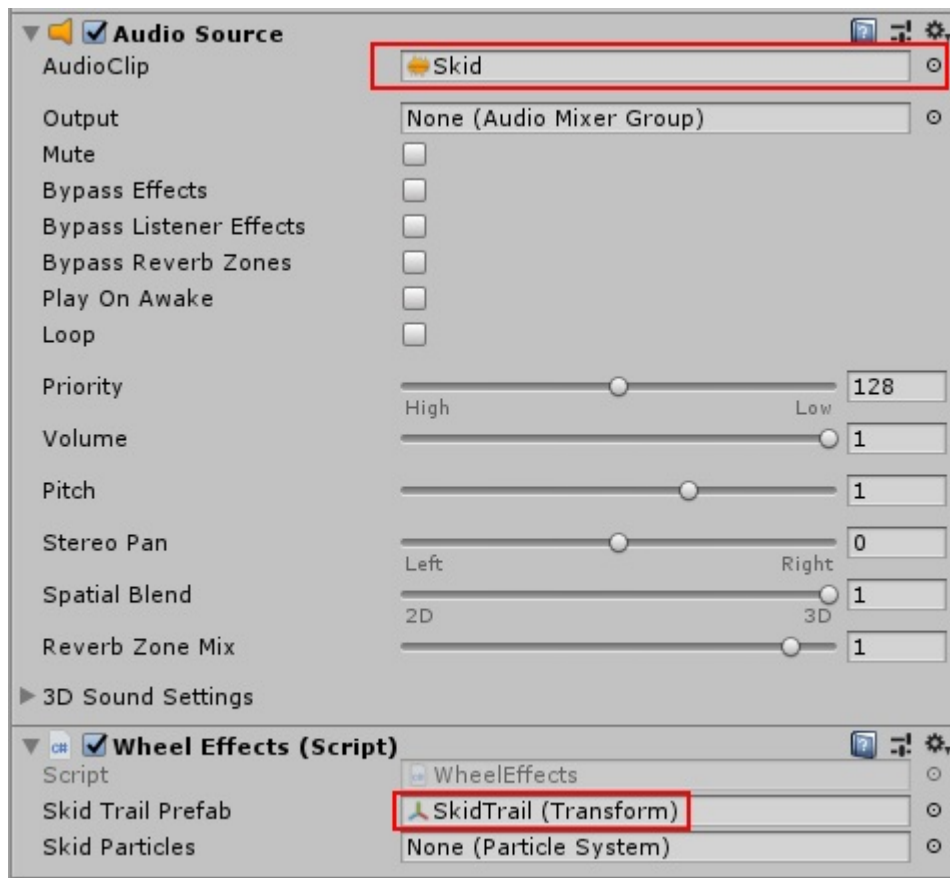 Audio Source
AudioClip Skid
Output None (Audio Mixer Group)
Mute
Bypass Effects
Bypass Listener Effects
Bypass Reverb Zones
Play On Awake
Loop
Priority 128
High Low
Volume 1
Pitch 1
Stereo Pan 0
Left Right
Spatial Blend 1
2D 3D
Reverb Zone Mix 1
3D Sound Settings
C# Wheel Effects (Script)
Script WheelEffects
Skid Trail Prefab SkidTrail (Transform)
Skid Particles None (Particle System)